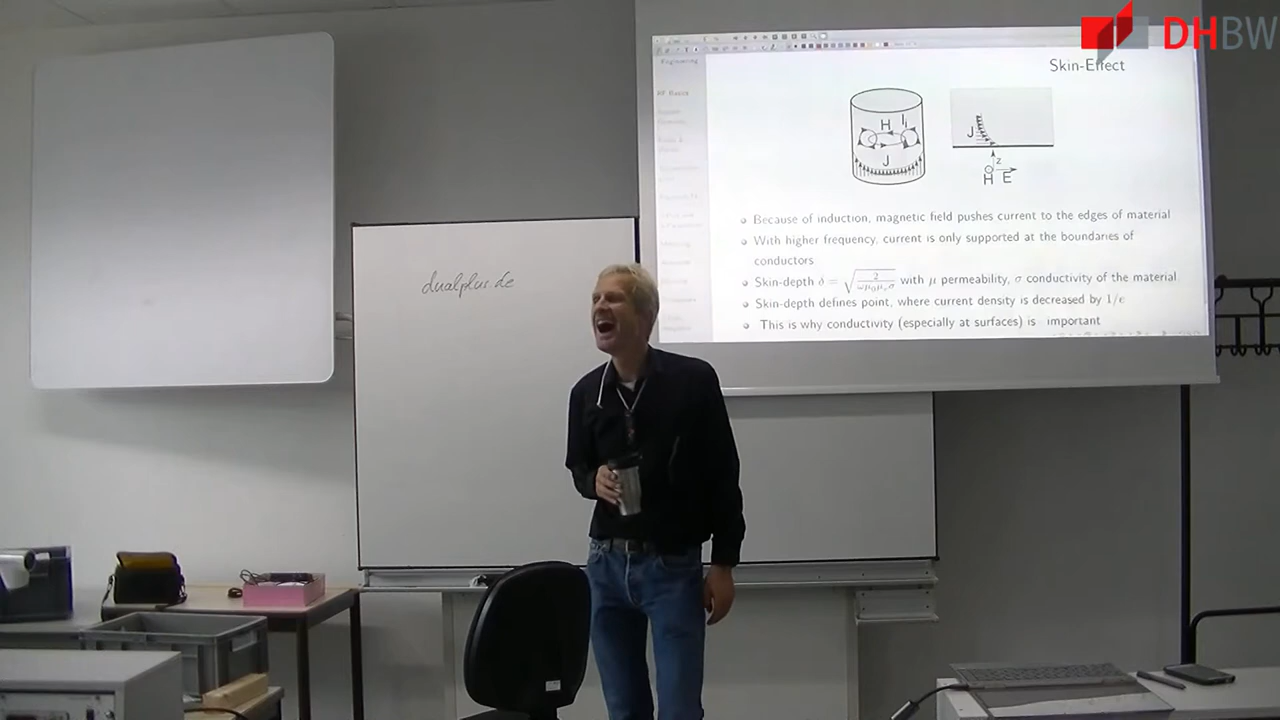 DHBW
Engineering
Skin-Effect
RF Basics
H I
J
J
z
H E
Because of induction, magnetic field pushes current to the edges of material
With higher frequency, current is only supported at the boundaries of
conductors
Skin-depth δ = √(2/(ωμ₀μᵣσ)) with μ permeability, σ conductivity of the material
Skin-depth defines point, where current density is decreased by 1/e
This is why conductivity (especially at surfaces) is important
dualplus.de